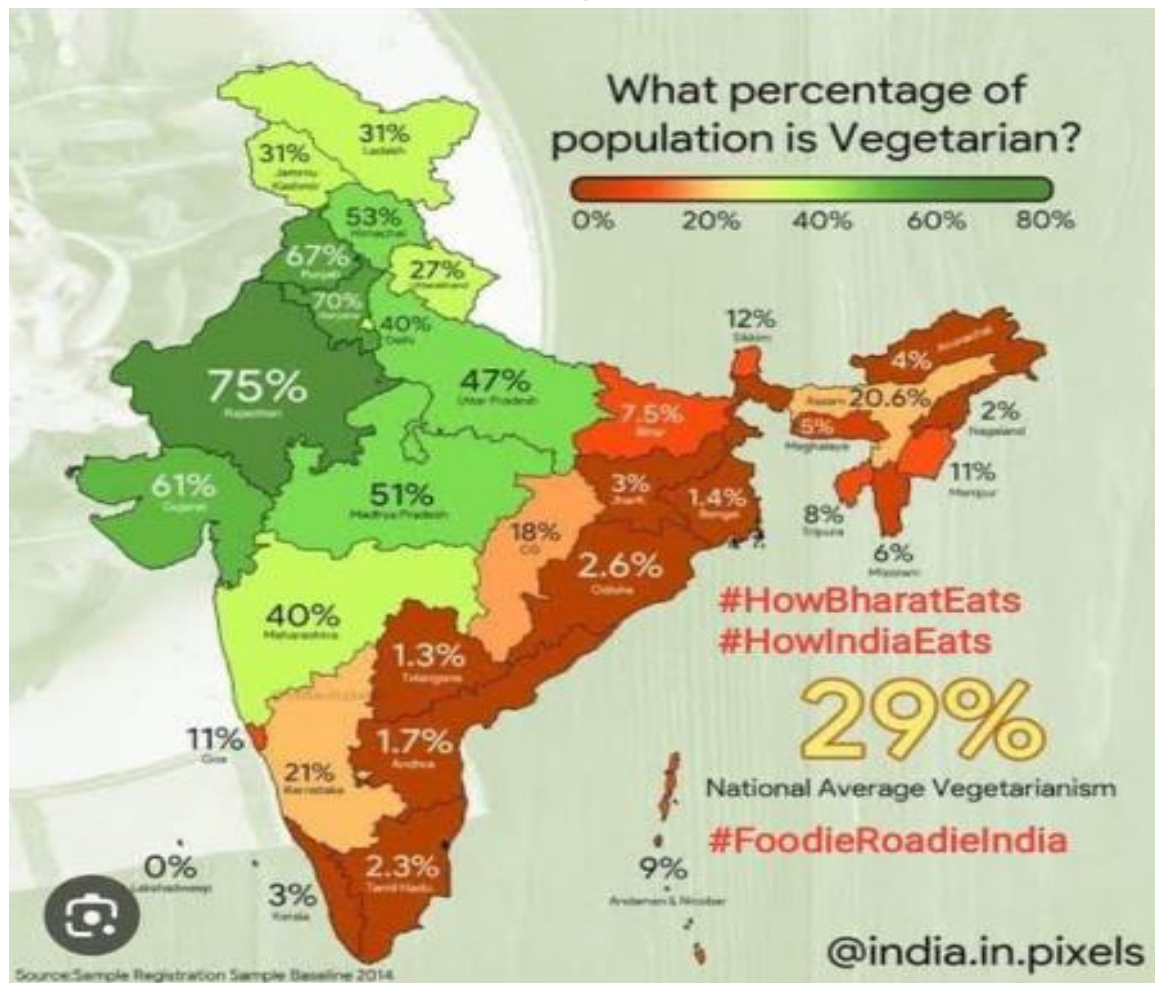 What percentage of
population is Vegetarian?
0% 20% 40% 60% 80%
31%
Ladakh
31%
Jammu
Kashmir
53%
Himachal
67%
Punjab
27%
Uttarakhand
70%
Haryana
40%
Delhi
75%
Rajasthan
47%
Uttar Pradesh
12%
Sikkim
4%
Arunachal
7.5%
Bihar
Assam 20.6%
5%
Meghalaya
2%
Nagaland
61%
Gujarat
51%
Madhya Pradesh
3%
Jhark
1.4%
Bengal
11%
Manipur
18%
CG
8%
Tripura
6%
Mizoram
2.6%
Odisha
#HowBharatEats
#HowIndiaEats
40%
Maharashtra
1.3%
Telangana
29%
National Average Vegetarianism
11%
Goa
1.7%
Andhra
21%
Karnataka
#FoodieRoadieIndia
0%
Lakshadweep
3%
Kerala
2.3%
Tamil Nadu
9%
Andaman & Nicobar
@india.in.pixels
Source:Sample Registration Sample Baseline 2014